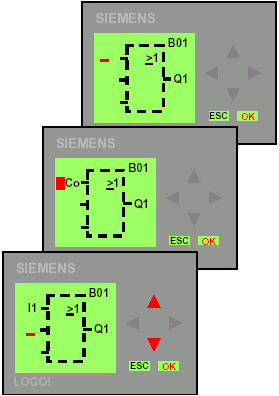 SIEMENS
B01
≥1
Q1
ESC OK
SIEMENS
B01
Co ≥1
Q1
ESC OK
SIEMENS
B01
I1 ≥1
Q1
ESC OK
LOGO!